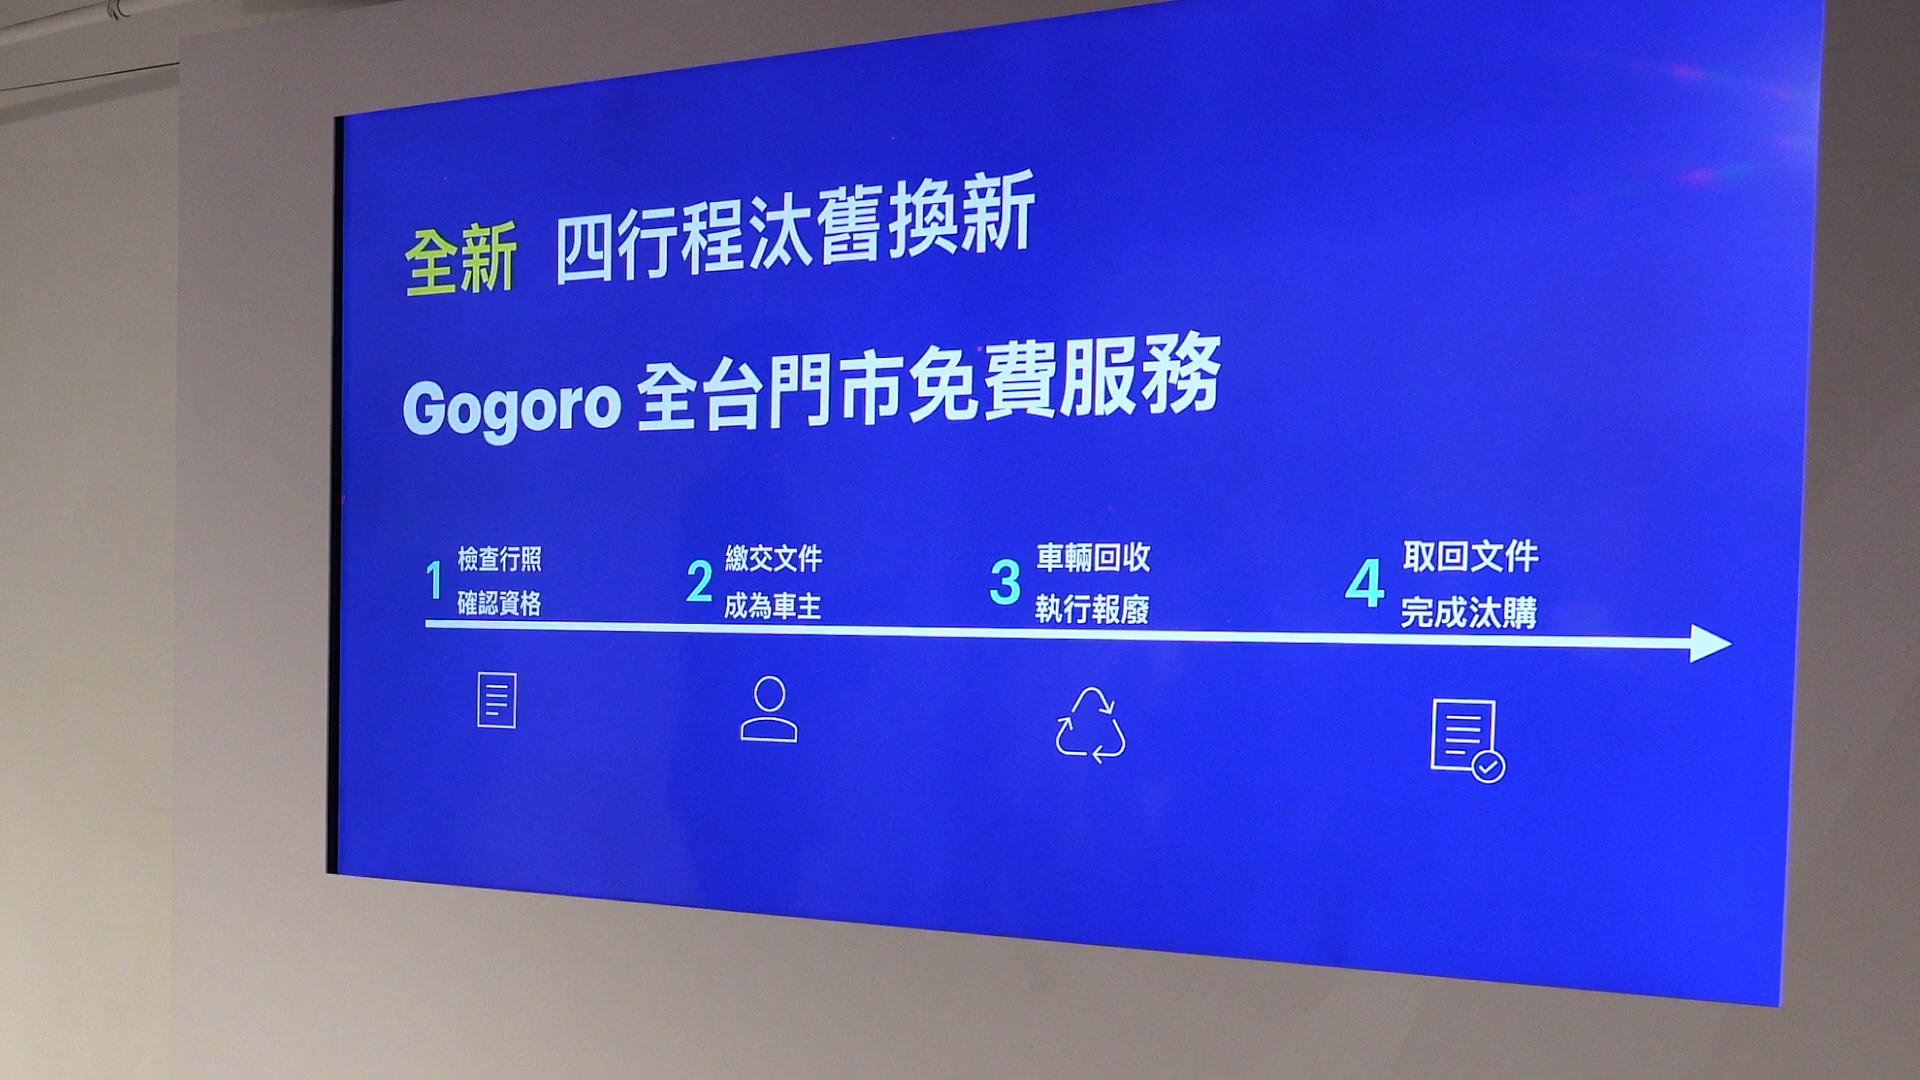 全新 四行程汰舊換新
Gogoro 全台門市免費服務
1 檢查行照
確認資格
2 繳交文件
成為車主
3 車輛回收
執行報廢
4 取回文件
完成汰購